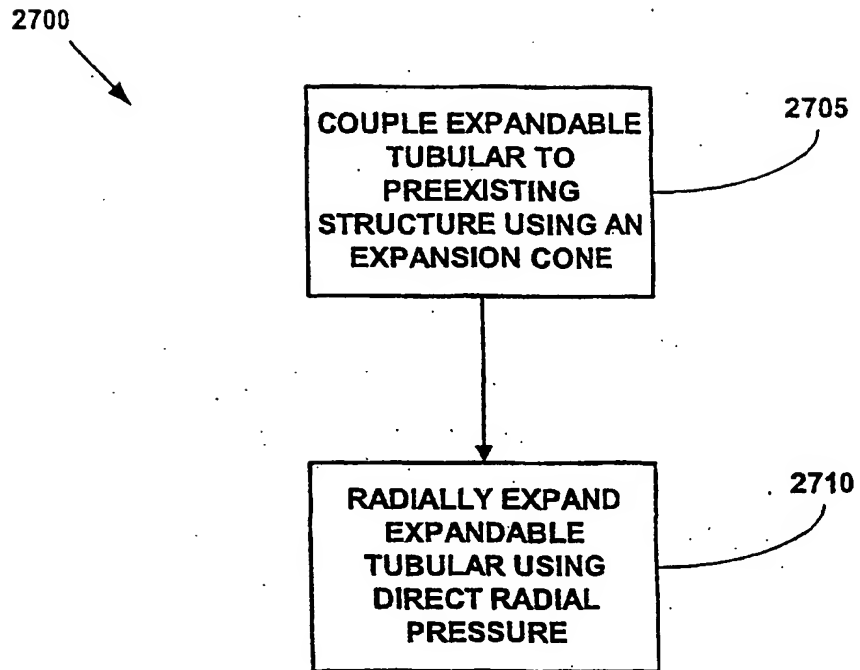 2700
2705
COUPLE EXPANDABLE
TUBULAR TO
PREEXISTING
STRUCTURE USING AN
EXPANSION CONE
2710
RADIALLY EXPAND
EXPANDABLE
TUBULAR USING
DIRECT RADIAL
PRESSURE